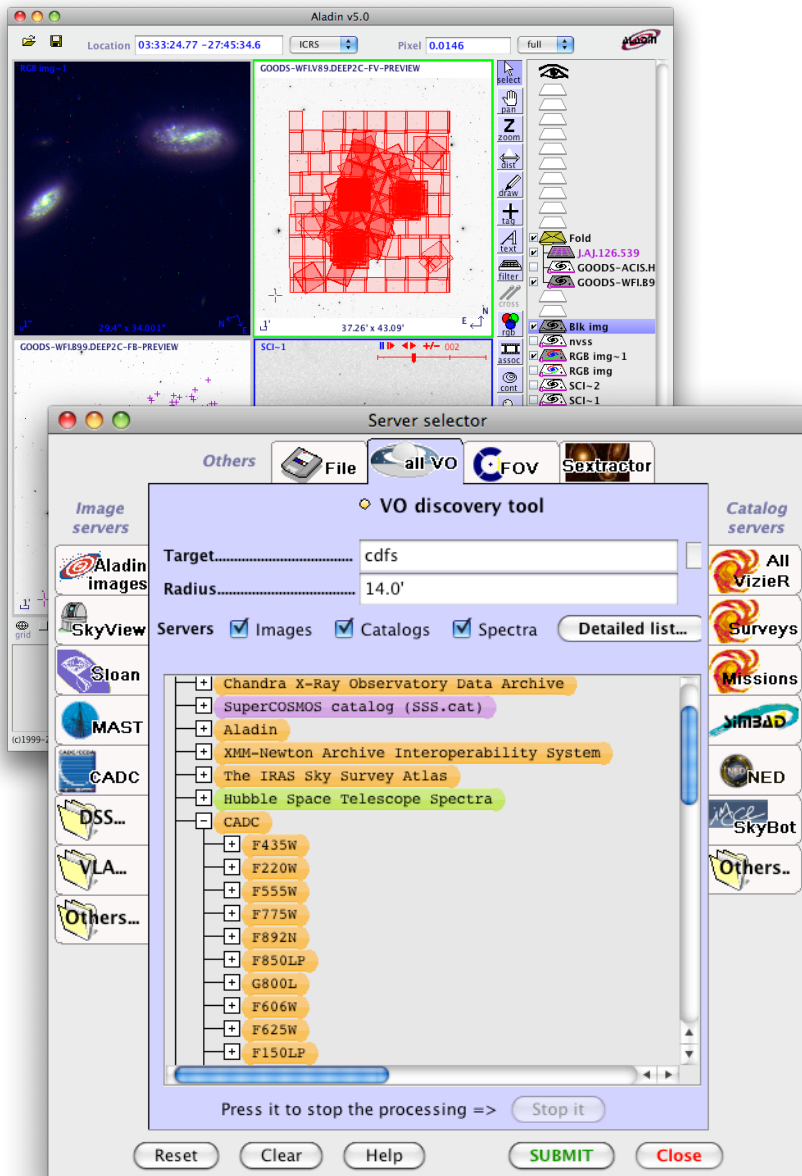 Aladin v5.0
Location 03:33:24.77 -27:45:34.6 ICRS Pixel 0.0146 full
Aladin
RGB img~1
29.4" x 34.001"
N
E
GOODS-WFI.V89.DEEP2C-FV-PREVIEW
1'
37.26' x 43.09'
N
E
GOODS-WFI.B99.DEEP2C-FB-PREVIEW
SCI~1
+/- 002
select
pan
Z
zoom
dist
draw
tag
A
text
filter
cross
rgb
assoc
cont
Fold
J.AJ.126.539
GOODS-ACIS.H
GOODS-WFI.B9
Blk img
nvss
RGB img~1
RGB img
SCI~2
SCI~1
1'
grid
(c)1999-2
Server selector
Others
File
all VO
FOV
Sextractor
Image
servers
Aladin
images
SkyView
Sloan
MAST
CADC
DSS...
VLA...
Others...
VO discovery tool
Target cdfs
Radius 14.0'
Servers Images Catalogs Spectra Detailed list...
Chandra X-Ray Observatory Data Archive
SuperCOSMOS catalog (SSS.cat)
Aladin
XMM-Newton Archive Interoperability System
The IRAS Sky Survey Atlas
Hubble Space Telescope Spectra
CADC
F435W
F220W
F555W
F775W
F892N
F850LP
G800L
F606W
F625W
F150LP
Press it to stop the processing => Stop it
Catalog
servers
All
VizieR
Surveys
Missions
SIMBAD
NED
SkyBot
Others..
Reset Clear Help SUBMIT Close